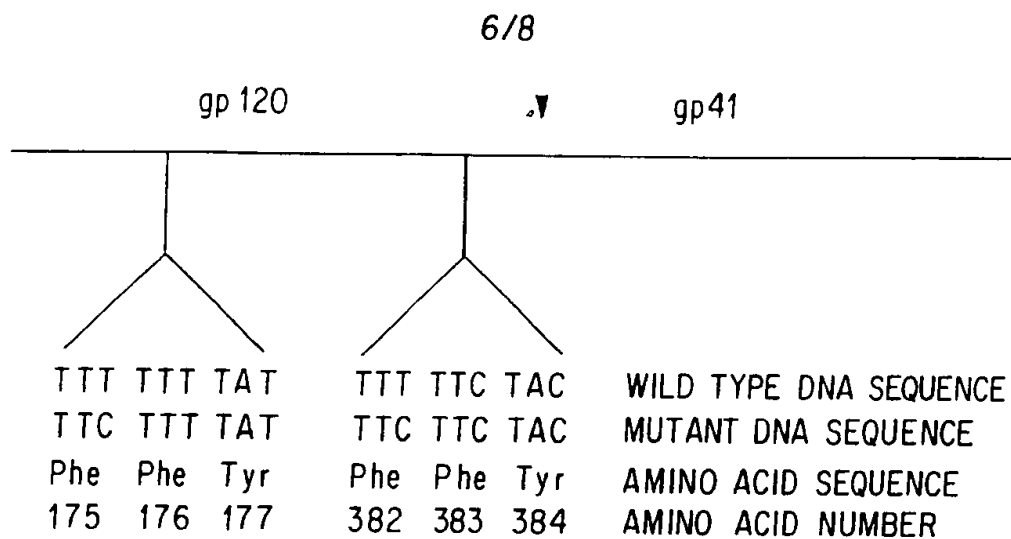 6/8
gp 120 gp41
TTT TTT TAT TTT TTC TAC WILD TYPE DNA SEQUENCE
TTC TTT TAT TTC TTC TAC MUTANT DNA SEQUENCE
Phe Phe Tyr Phe Phe Tyr AMINO ACID SEQUENCE
175 176 177 382 383 384 AMINO ACID NUMBER